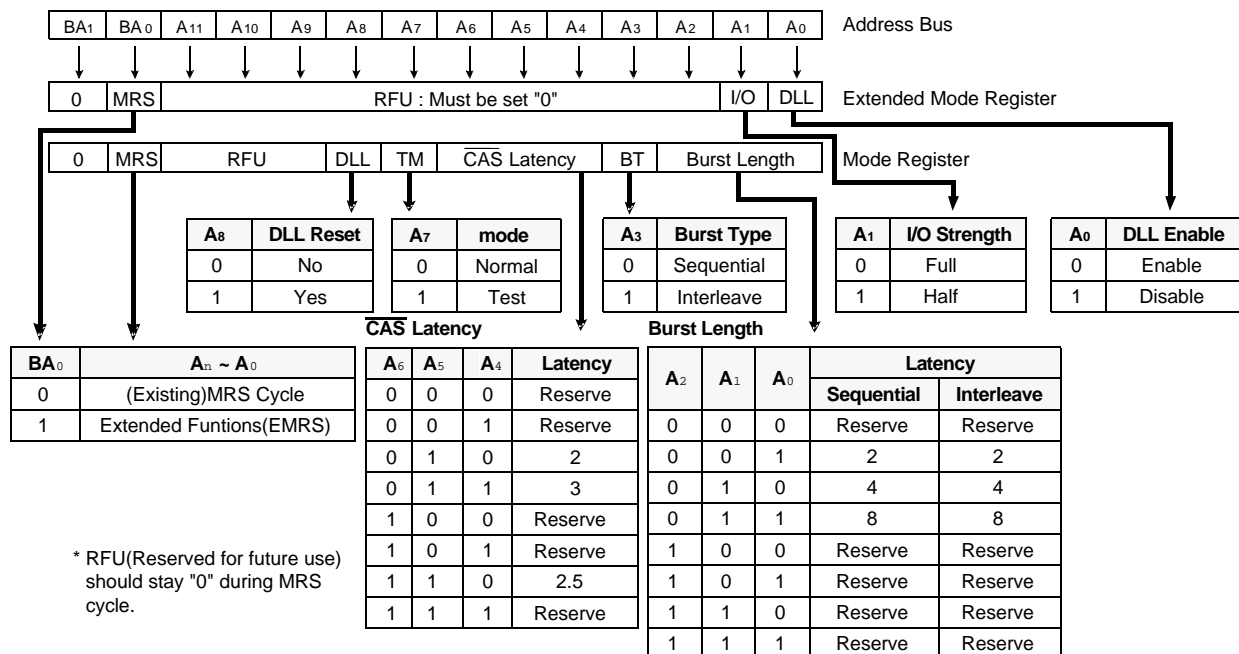 BA1 BA0 A11 A10 A9 A8 A7 A6 A5 A4 A3 A2 A1 A0 Address Bus
0 MRS RFU : Must be set "0" I/O DLL Extended Mode Register
0 MRS RFU DLL TM CAS Latency BT Burst Length Mode Register
A8 DLL Reset
0 No
1 Yes
A7 mode
0 Normal
1 Test
A3 Burst Type
0 Sequential
1 Interleave
A1 I/O Strength
0 Full
1 Half
A0 DLL Enable
0 Enable
1 Disable
BA0 An ~ A0
0 (Existing)MRS Cycle
1 Extended Funtions(EMRS)
CAS Latency
A6 A5 A4 Latency
0 0 0 Reserve
0 0 1 Reserve
0 1 0 2
0 1 1 3
1 0 0 Reserve
1 0 1 Reserve
1 1 0 2.5
1 1 1 Reserve
Burst Length
A2 A1 A0 Latency
Sequential Interleave
0 0 0 Reserve Reserve
0 0 1 2 2
0 1 0 4 4
0 1 1 8 8
1 0 0 Reserve Reserve
1 0 1 Reserve Reserve
1 1 0 Reserve Reserve
1 1 1 Reserve Reserve
* RFU(Reserved for future use)
should stay "0" during MRS
cycle.